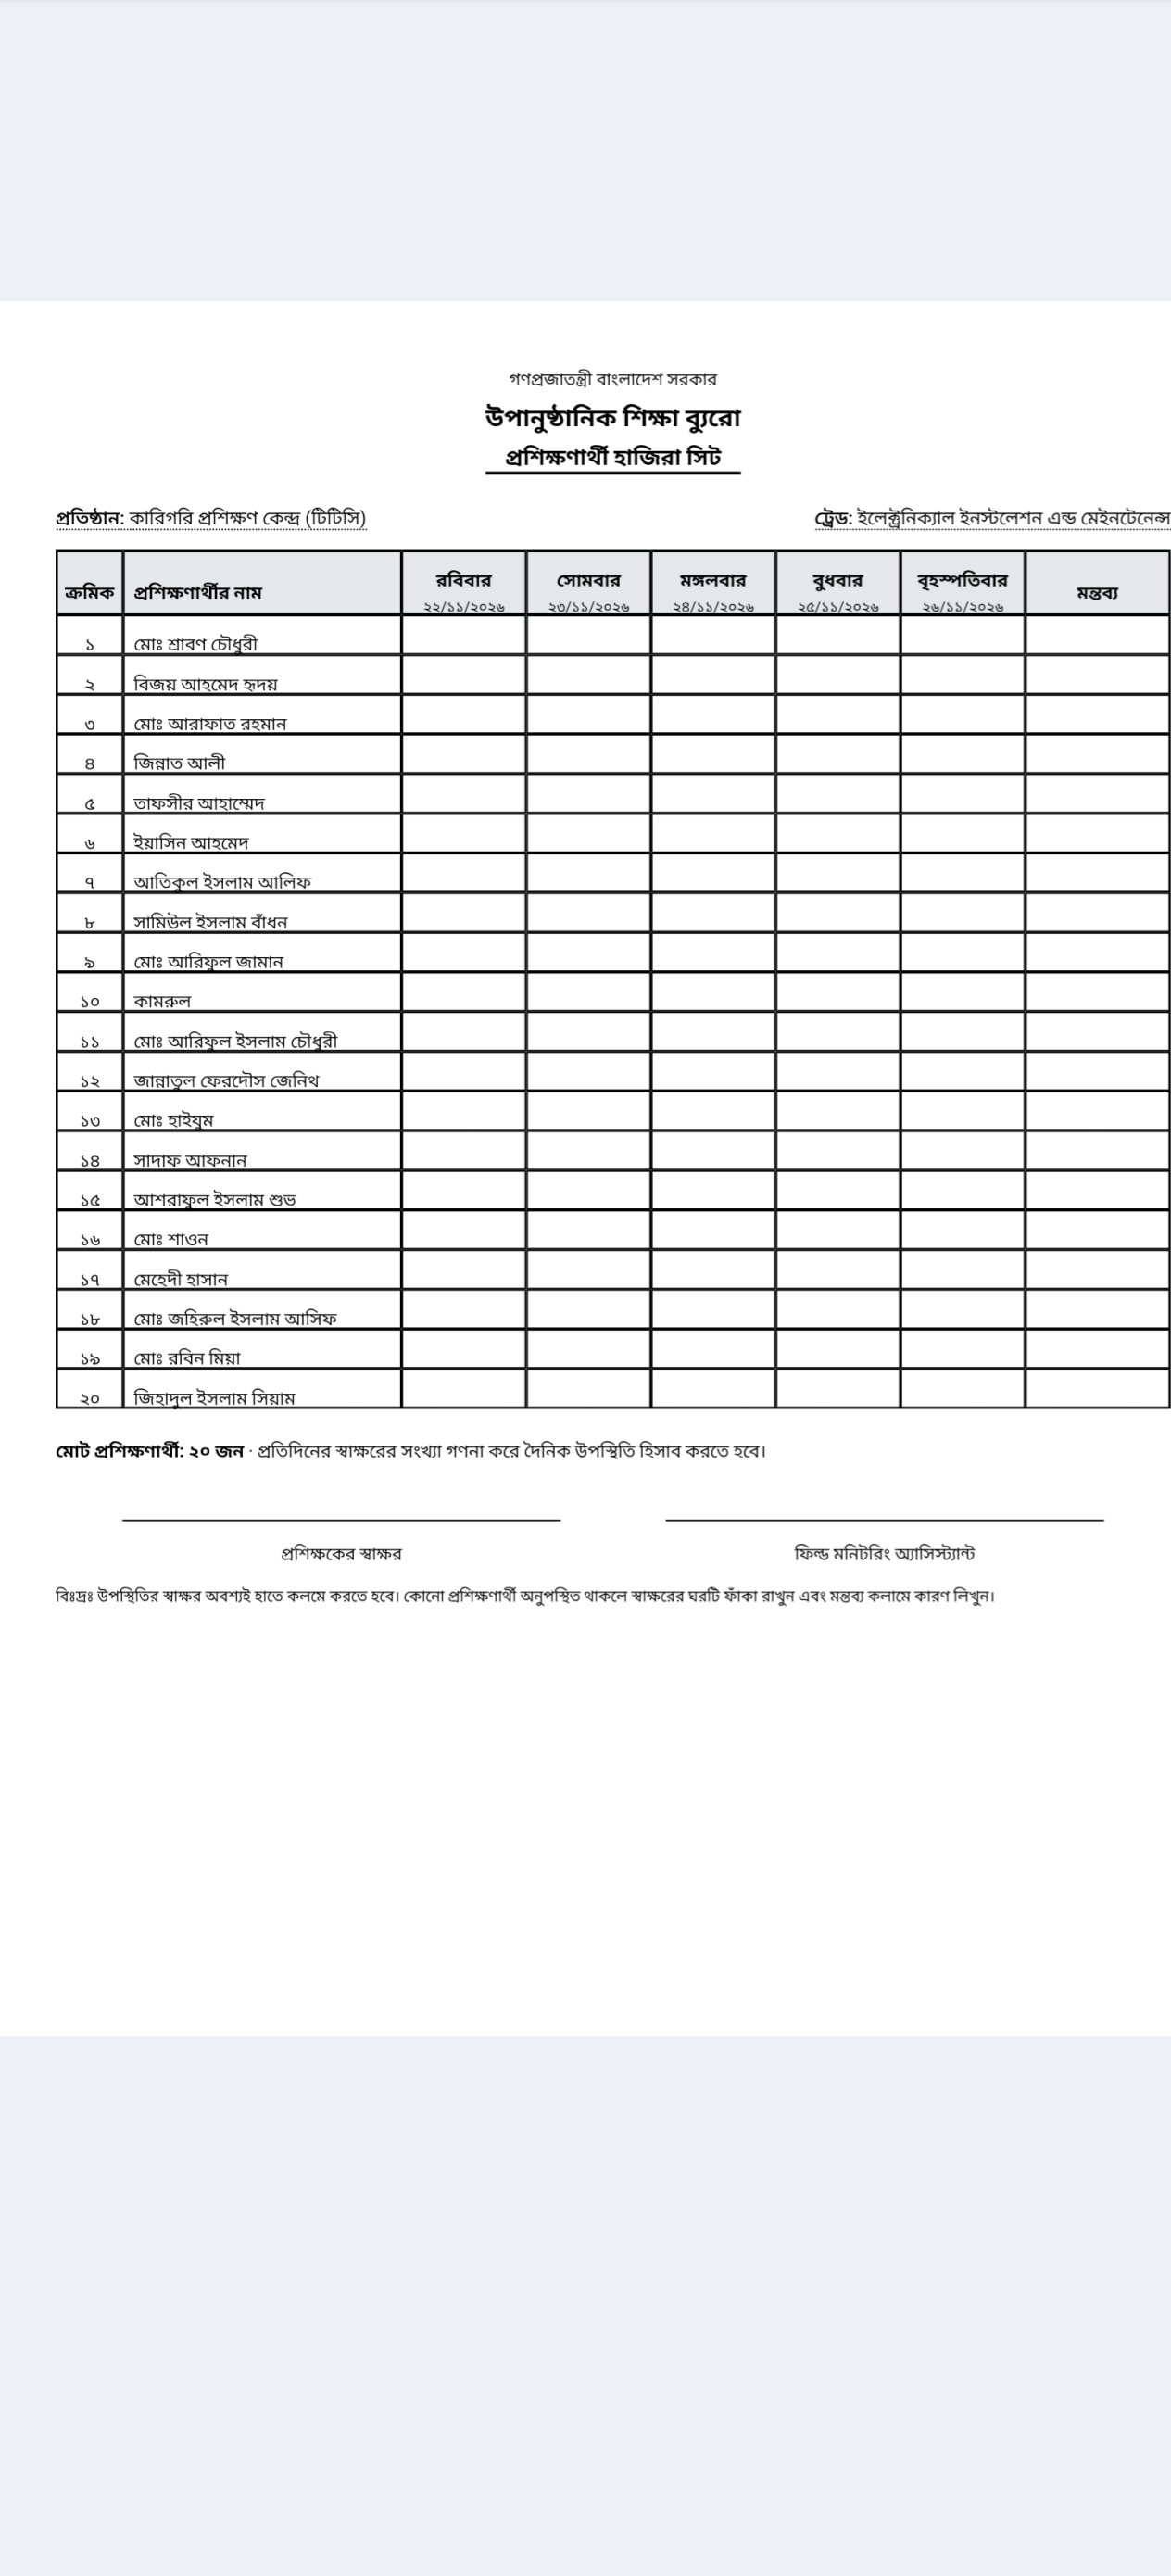 গণপ্রজাতন্ত্রী বাংলাদেশ সরকার
উপানুষ্ঠানিক শিক্ষা ব্যুরো
প্রশিক্ষণার্থী হাজিরা সিট
প্রতিষ্ঠান: কারিগরি প্রশিক্ষণ কেন্দ্র (টিটিসি) ট্রেড: ইলেক্ট্রনিক্যাল ইনস্টলেশন এন্ড মেইনটেনেন্স
ক্রমিক প্রশিক্ষণার্থীর নাম রবিবার সোমবার মঙ্গলবার বুধবার বৃহস্পতিবার মন্তব্য
২২/১১/২০২৬ ২৩/১১/২০২৬ ২৪/১১/২০২৬ ২৫/১১/২০২৬ ২৬/১১/২০২৬
১ মোঃ শ্রাবণ চৌধুরী
২ বিজয় আহমেদ হৃদয়
৩ মোঃ আরাফাত রহমান
৪ জিন্নাত আলী
৫ তাফসীর আহাম্মেদ
৬ ইয়াসিন আহমেদ
৭ আতিকুল ইসলাম আলিফ
৮ সামিউল ইসলাম বাঁধন
৯ মোঃ আরিফুল জামান
১০ কামরুল
১১ মোঃ আরিফুল ইসলাম চৌধুরী
১২ জান্নাতুল ফেরদৌস জেনিথ
১৩ মোঃ হাইযুম
১৪ সাদাফ আফনান
১৫ আশরাফুল ইসলাম শুভ
১৬ মোঃ শাওন
১৭ মেহেদী হাসান
১৮ মোঃ জহিরুল ইসলাম আসিফ
১৯ মোঃ রবিন মিয়া
২০ জিহাদুল ইসলাম সিয়াম
মোট প্রশিক্ষণার্থী: ২০ জন · প্রতিদিনের স্বাক্ষরের সংখ্যা গণনা করে দৈনিক উপস্থিতি হিসাব করতে হবে।
প্রশিক্ষকের স্বাক্ষর ফিল্ড মনিটরিং অ্যাসিস্ট্যান্ট
বিঃদ্রঃ উপস্থিতির স্বাক্ষর অবশ্যই হাতে কলমে করতে হবে। কোনো প্রশিক্ষণার্থী অনুপস্থিত থাকলে স্বাক্ষরের ঘরটি ফাঁকা রাখুন এবং মন্তব্য কলামে কারণ লিখুন।